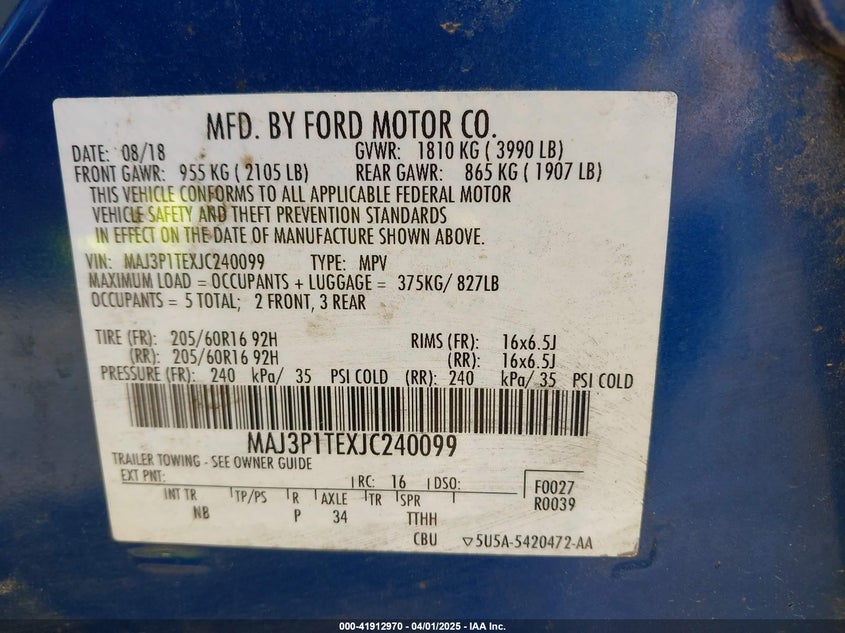 MFD. BY FORD MOTOR CO.
DATE: 08/18 GVWR: 1810 KG ( 3990 LB)
FRONT GAWR: 955 KG ( 2105 LB) REAR GAWR: 865 KG ( 1907 LB)
THIS VEHICLE CONFORMS TO ALL APPLICABLE FEDERAL MOTOR
VEHICLE SAFETY AND THEFT PREVENTION STANDARDS
IN EFFECT ON THE DATE OF MANUFACTURE SHOWN ABOVE.
VIN: MAJ3P1TEXJC240099 TYPE: MPV
MAXIMUM LOAD = OCCUPANTS + LUGGAGE = 375KG/ 827LB
OCCUPANTS = 5 TOTAL; 2 FRONT, 3 REAR
TIRE (FR): 205/60R16 92H RIMS (FR): 16x6.5J
(RR): 205/60R16 92H (RR): 16x6.5J
PRESSURE (FR): 240 kPa/ 35 PSI COLD (RR): 240 kPa/ 35 PSI COLD
MAJ3P1TEXJC240099
TRAILER TOWING - SEE OWNER GUIDE
EXT PNT: RC: 16 DSO: F0027
INT TR TP/PS R AXLE TR SPR R0039
NB P 34 TTHH
CBU ▽5U5A-5420472-AA
000-41912970 - 04/01/2025 - IAA Inc.